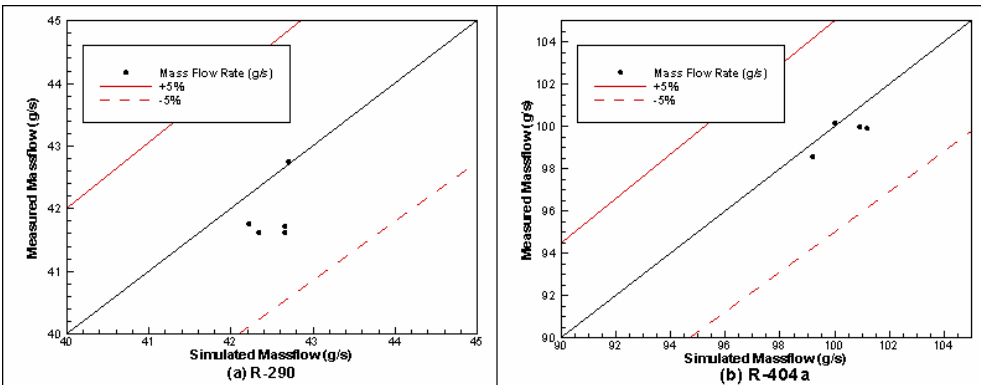 45
44
43
42
41
40
Measured Massflow (g/s)
Mass Flow Rate (g/s)
+5%
-5%
40 41 42 43 44 45
Simulated Massflow (g/s)
(a) R-290
104
102
100
98
96
94
92
90
Measured Massflow (g/s)
Mass Flow Rate (g/s)
+5%
-5%
90 92 94 96 98 100 102 104
Simulated Massflow (g/s)
(b) R-404a